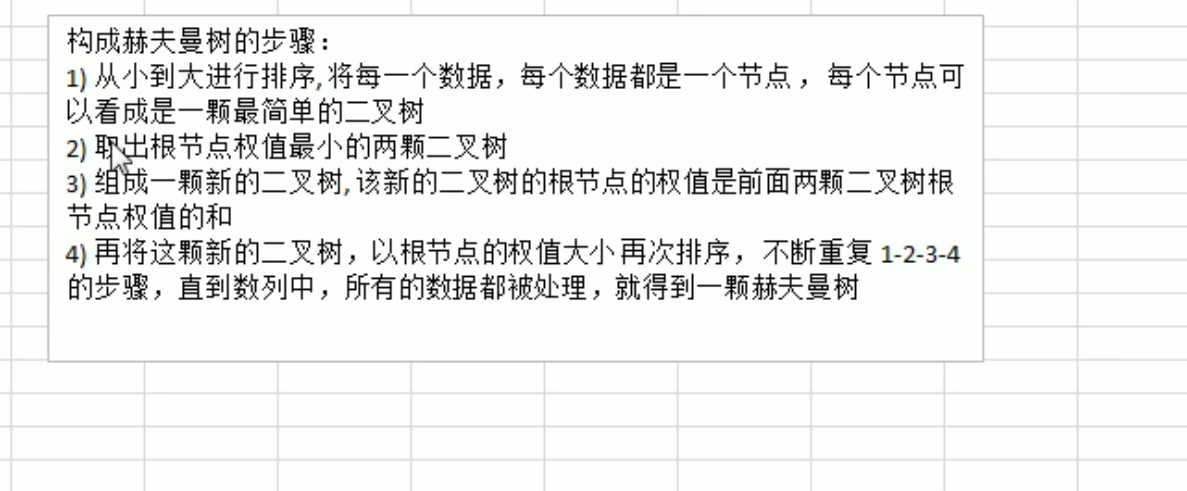 构成赫夫曼树的步骤：
1) 从小到大进行排序, 将每一个数据，每个数据都是一个节点 ， 每个节点可
以看成是一颗最简单的二叉树
2) 取出根节点权值最小的两颗二叉树
3) 组成一颗新的二叉树, 该新的二叉树的根节点的权值是前面两颗二叉树根
节点权值的和
4) 再将这颗新的二叉树，以根节点的权值大小 再次排序， 不断重复 1-2-3-4
的步骤，直到数列中，所有的数据都被处理，就得到一颗赫夫曼树